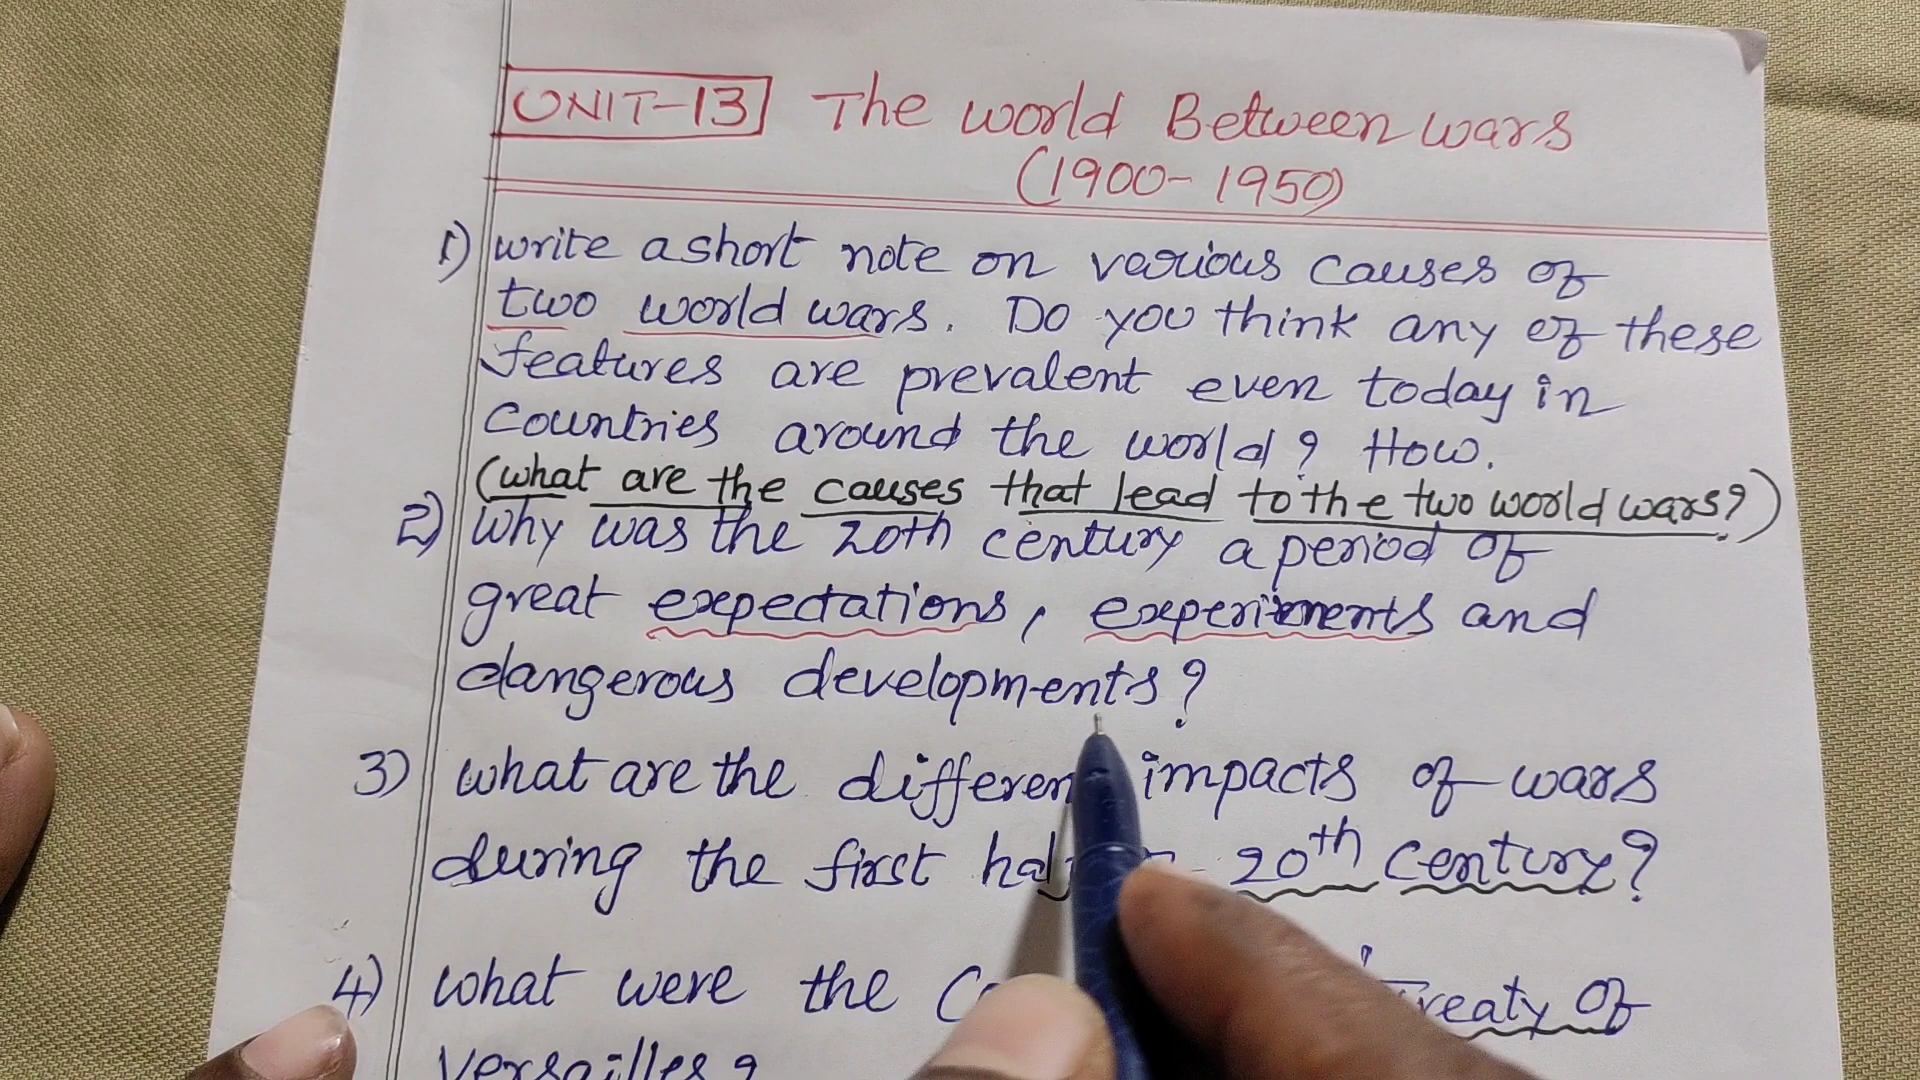 UNIT-13 The world Between wars
(1900-1950)
1) write a short note on various causes of
two world wars. Do you think any of these
features are prevalent even today in
countries around the world? How.
(what are the causes that lead to the two world wars?)
2) Why was the 20th century a period of
great expectations, experiments and
dangerous developments?
3) what are the different impacts of wars
during the first 20th century?
4) what were the Treaty of
Versailles?